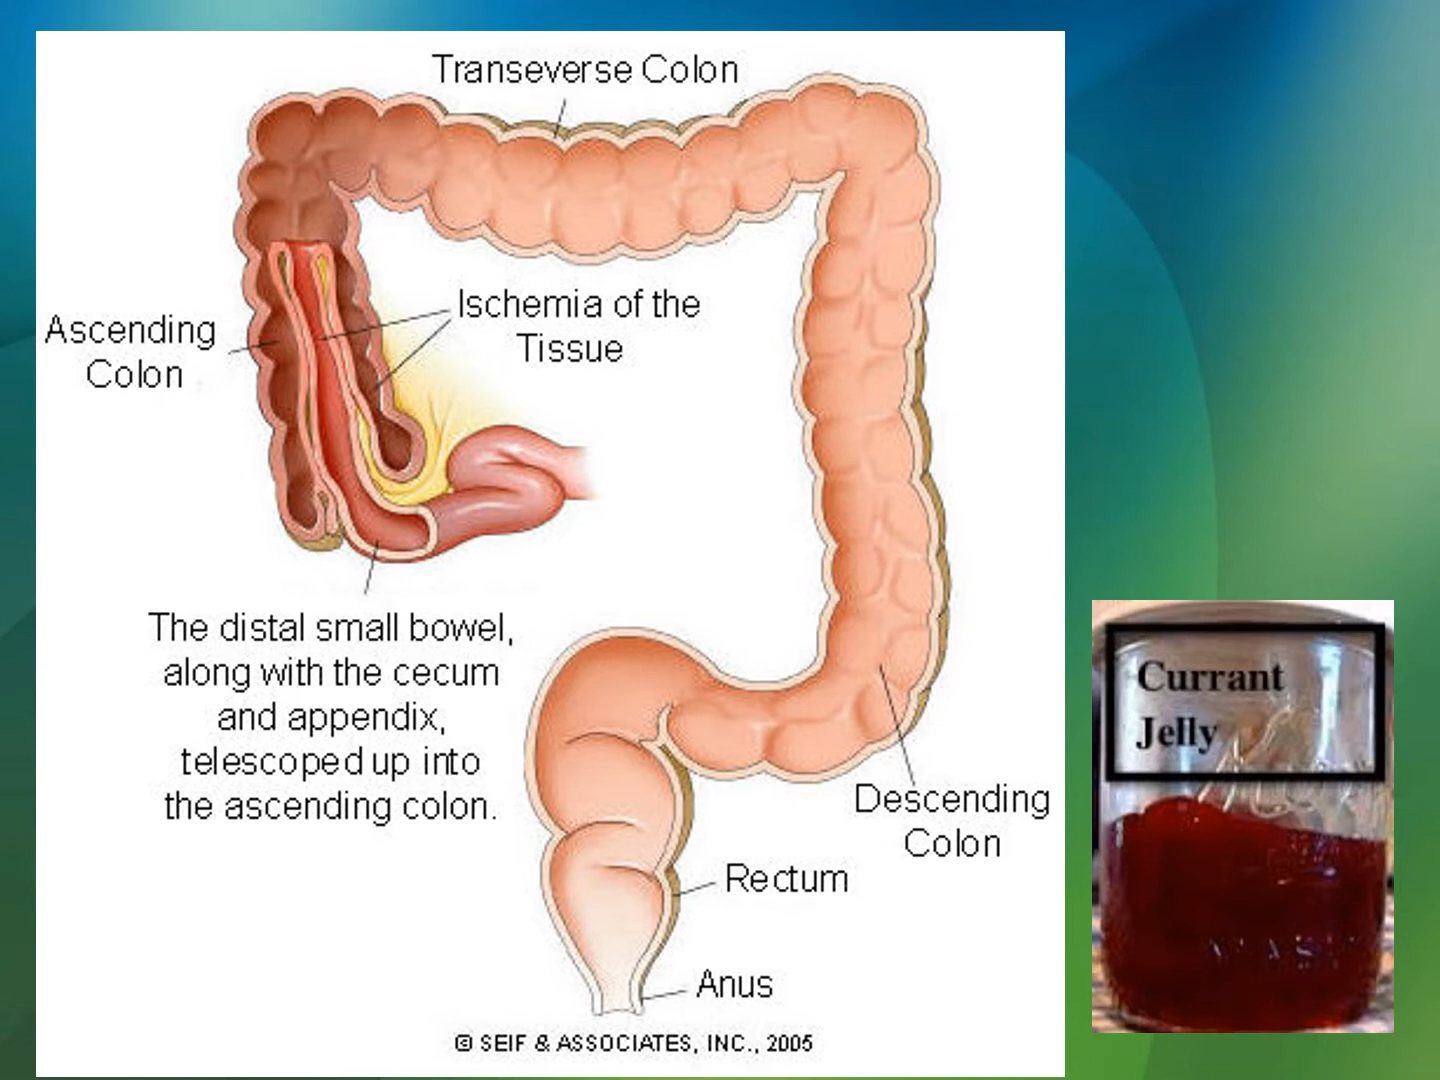 Transeverse Colon
Ischemia of the
Tissue
Ascending
Colon
The distal small bowel,
along with the cecum
and appendix,
telescoped up into
the ascending colon.
Descending
Colon
Rectum
Anus
© SEIF & ASSOCIATES, INC., 2005
Currant
Jelly